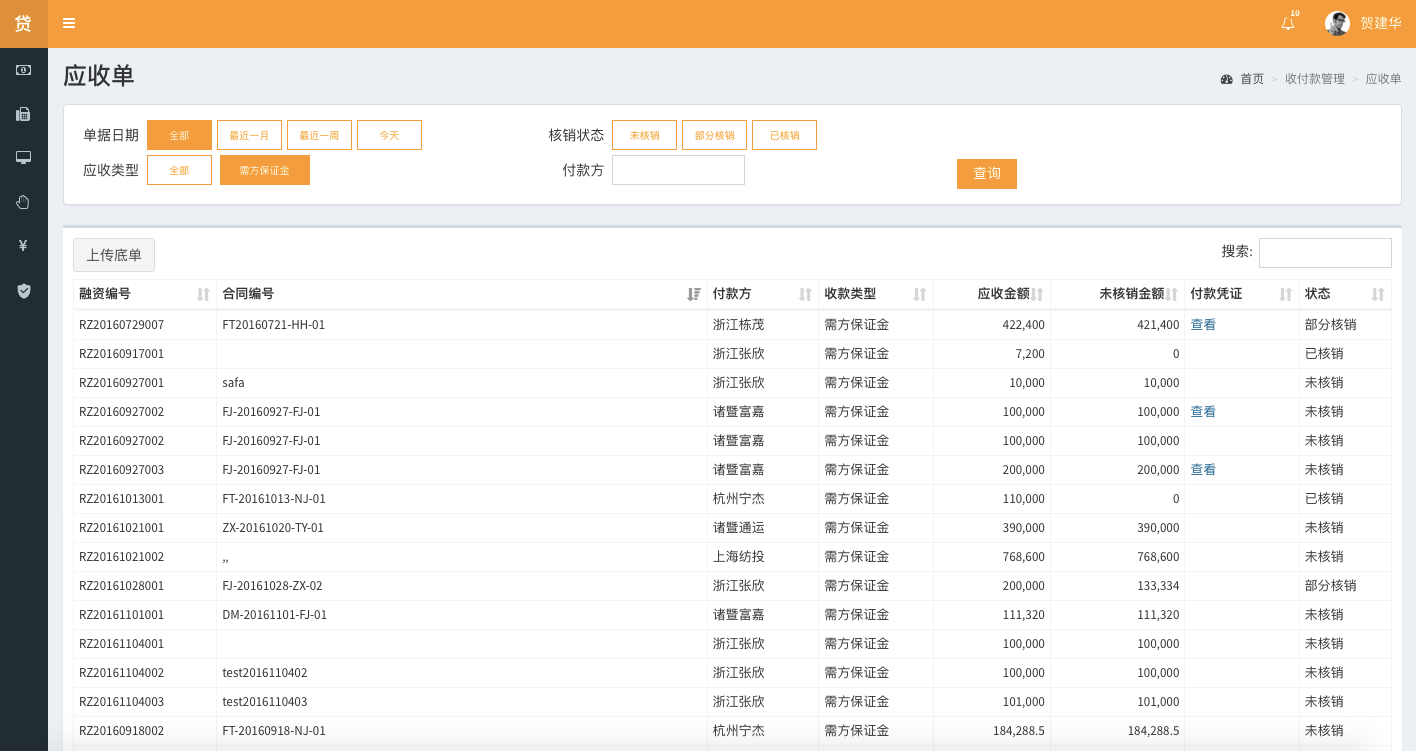 贷 10 贺建华
应收单 首页 > 收付款管理 > 应收单
单据日期 全部 最近一月 最近一周 今天 核销状态 未核销 部分核销 已核销
应收类型 全部 需方保证金 付款方 查询
上传底单 搜索:
融资编号 合同编号 付款方 收款类型 应收金额 未核销金额 付款凭证 状态
RZ20160729007 FT20160721-HH-01 浙江栋茂 需方保证金 422,400 421,400 查看 部分核销
RZ20160917001 浙江张欣 需方保证金 7,200 0 已核销
RZ20160927001 safa 浙江张欣 需方保证金 10,000 10,000 未核销
RZ20160927002 FJ-20160927-FJ-01 诸暨富嘉 需方保证金 100,000 100,000 查看 未核销
RZ20160927002 FJ-20160927-FJ-01 诸暨富嘉 需方保证金 100,000 100,000 未核销
RZ20160927003 FJ-20160927-FJ-01 诸暨富嘉 需方保证金 200,000 200,000 查看 未核销
RZ20161013001 FT-20161013-NJ-01 杭州宁杰 需方保证金 110,000 0 已核销
RZ20161021001 ZX-20161020-TY-01 诸暨通运 需方保证金 390,000 390,000 未核销
RZ20161021002 ,, 上海纺投 需方保证金 768,600 768,600 未核销
RZ20161028001 FJ-20161028-ZX-02 浙江张欣 需方保证金 200,000 133,334 部分核销
RZ20161101001 DM-20161101-FJ-01 诸暨富嘉 需方保证金 111,320 111,320 未核销
RZ20161104001 浙江张欣 需方保证金 100,000 100,000 未核销
RZ20161104002 test2016110402 浙江张欣 需方保证金 100,000 100,000 未核销
RZ20161104003 test2016110403 浙江张欣 需方保证金 101,000 101,000 未核销
RZ20160918002 FT-20160918-NJ-01 杭州宁杰 需方保证金 184,288.5 184,288.5 未核销